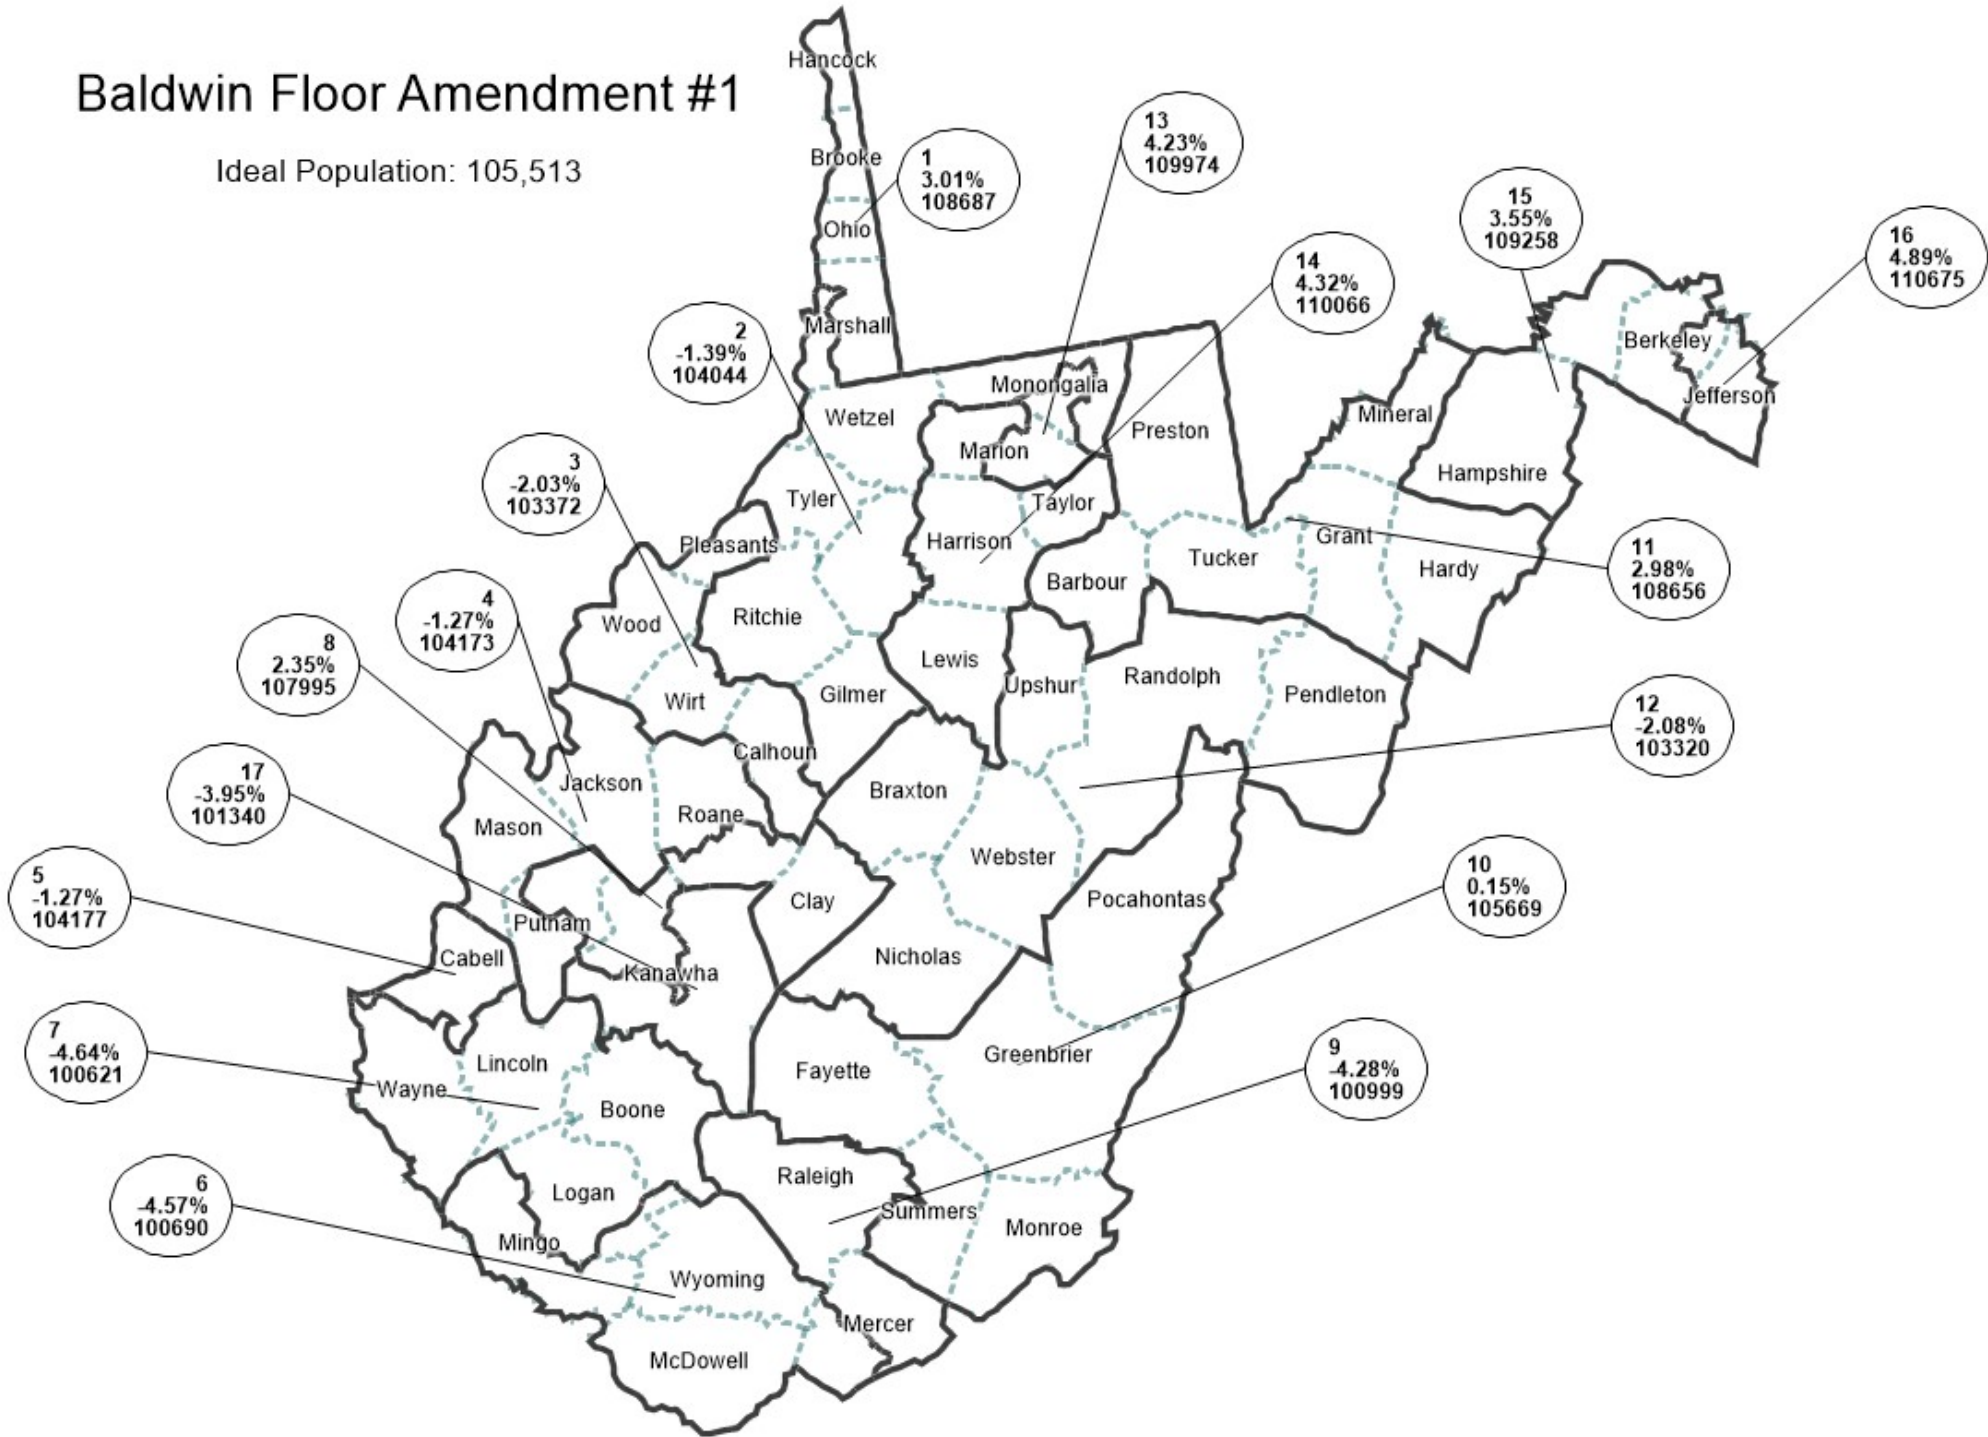 Baldwin Floor Amendment #1
Ideal Population: 105,513
Hancock
Brooke
Ohio
Marshall
1
3.01%
108687
13
4.23%
109974
15
3.55%
109258
16
4.89%
110675
14
4.32%
110066
2
-1.39%
104044
Berkeley
Jefferson
Monongalia
Mineral
Wetzel
Preston
Marion
Hampshire
3
-2.03%
103372
Tyler
Taylor
Pleasants
Harrison
Grant
Tucker
Barbour
Hardy
11
2.98%
108656
4
-1.27%
104173
Wood
Ritchie
8
2.35%
107995
Lewis
Upshur
Randolph
Pendleton
Wirt
Gilmer
12
-2.08%
103320
Calhoun
17
-3.95%
101340
Jackson
Braxton
Mason
Roane
Webster
5
-1.27%
104177
Clay
Pocahontas
10
0.15%
105669
Putnam
Cabell
Kanawha
Nicholas
7
-4.64%
100621
Lincoln
Wayne
Boone
Fayette
Greenbrier
9
-4.28%
100999
6
-4.57%
100690
Logan
Raleigh
Summers
Monroe
Mingo
Wyoming
Mercer
McDowell